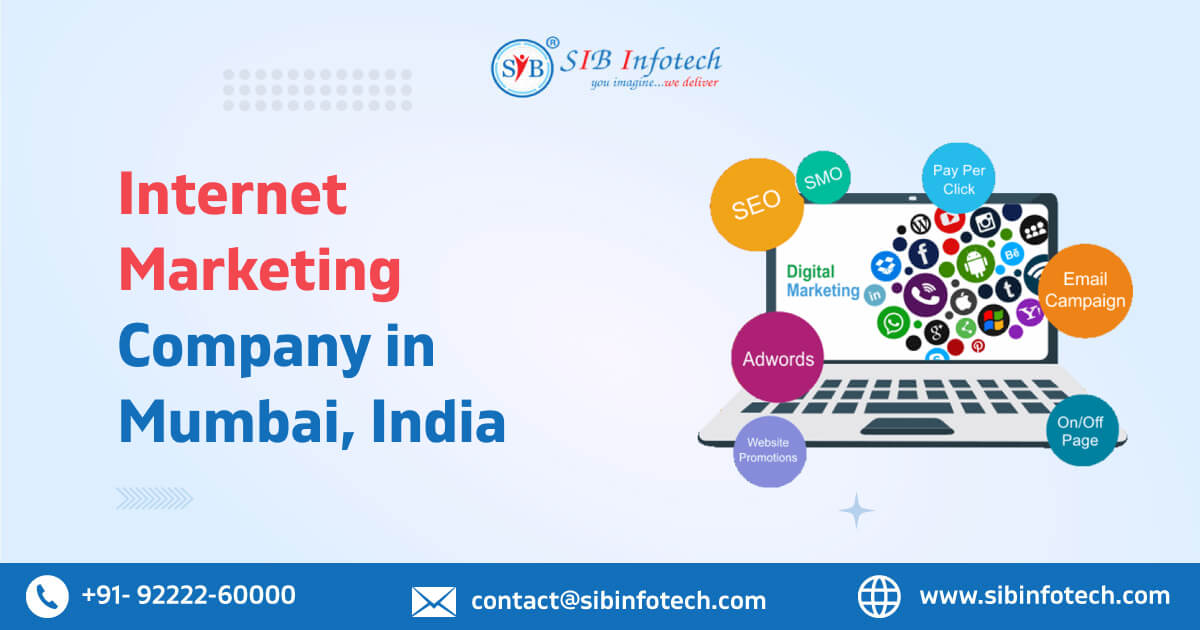 SYB ®
SIB Infotech
you imagine...we deliver
Internet
Marketing
Company in
Mumbai, India
SEO
SMO
Pay Per
Click
Digital
Marketing
Email
Campaign
Adwords
Website
Promotions
On/Off
Page
+91- 92222-60000
contact@sibinfotech.com
www.sibinfotech.com